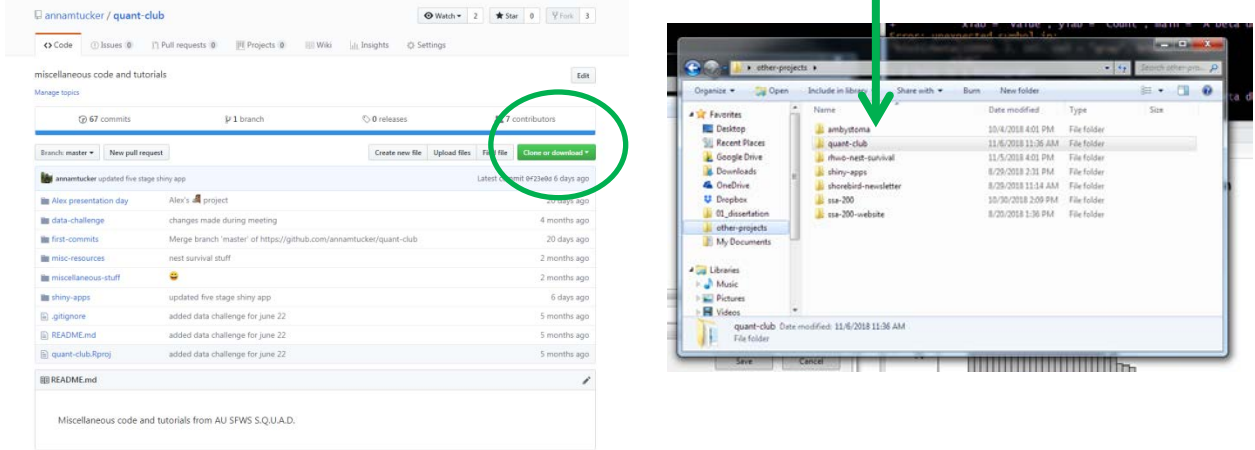 annamtucker / quant-club
Watch 2 Star 0 Fork 3
Code Issues 0 Pull requests 0 Projects 0 Wiki Insights Settings
miscellaneous code and tutorials Edit
Manage topics
67 commits 1 branch 0 releases 7 contributors
Branch: master New pull request Create new file Upload files file Clone or download
annamtucker updated five stage shiny app Latest commit 0f23e0d 6 days ago
Alex presentation day Alex's project 20 days ago
data-challenge changes made during meeting 4 months ago
first-commits Merge branch 'master' of https://github.com/annamtucker/quant-club 20 days ago
misc-resources nest survival stuff 2 months ago
miscellaneous-stuff 😄 2 months ago
shiny-apps updated five stage shiny app 6 days ago
.gitignore added data challenge for june 22 5 months ago
README.md added data challenge for june 22 5 months ago
quant-club.Rproj added data challenge for june 22 5 months ago
README.md
Miscellaneous code and tutorials from AU SFWS S.Q.U.A.D.
xlab = "Value", ylab = "Count", main = "A beta d
Error: unexpected symbol in:
other-projects Search other-pro...
Organize Open Include in library Share with Burn New folder
Favorites
Desktop
Recent Places
Google Drive
Downloads
OneDrive
Dropbox
01_dissertation
other-projects
My Documents
Libraries
Music
Pictures
Videos
Name Date modified Type Size
ambystoma 10/4/2018 4:01 PM File folder
quant-club 11/6/2018 11:36 AM File folder
rhwo-nest-survival 11/5/2018 4:01 PM File folder
shiny-apps 8/29/2018 2:31 PM File folder
shorebird-newsletter 8/29/2018 11:14 AM File folder
ssa-200 10/30/2018 2:09 PM File folder
ssa-200-website 8/20/2018 1:36 PM File folder
quant-club Date modified: 11/6/2018 11:36 AM
File folder
Save Cancel